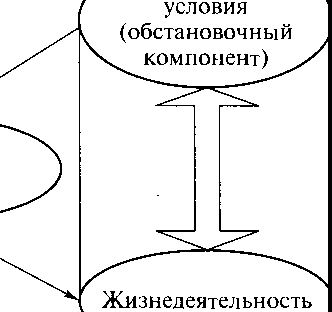 условия
(обстановочный
компонент)
Жизнедеятельность